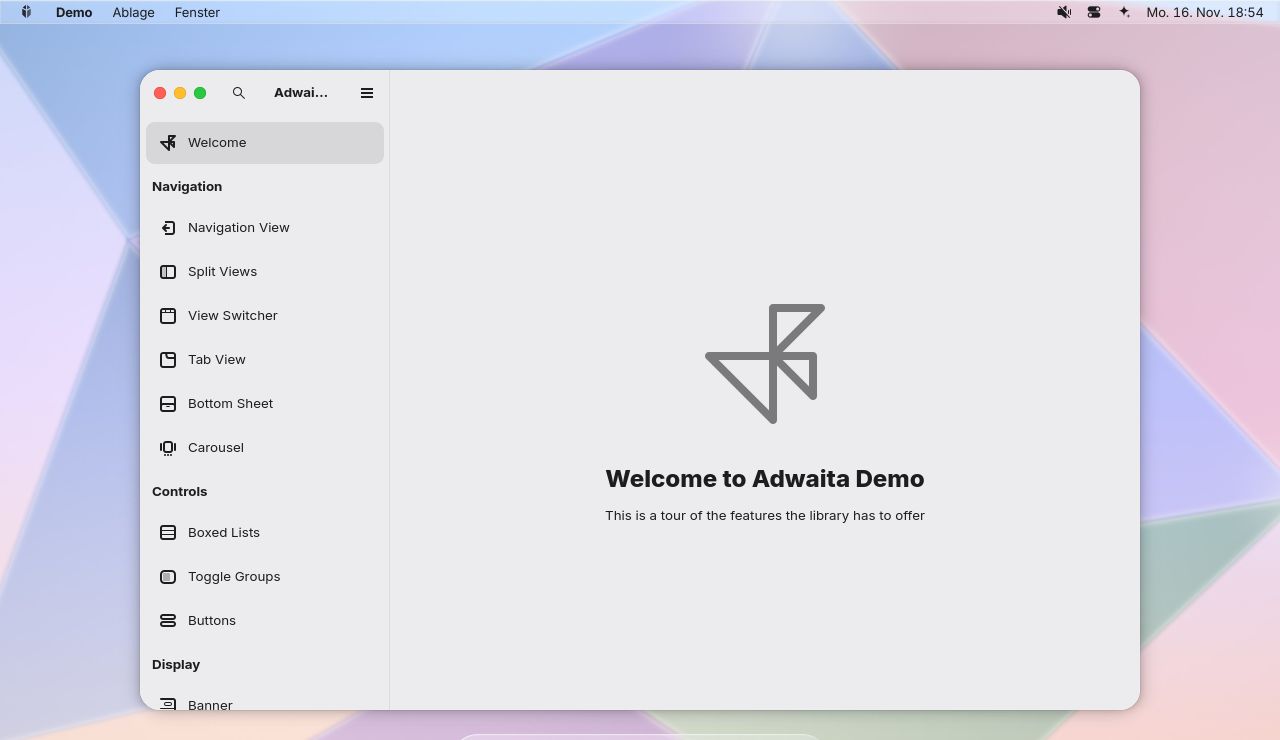 Demo Ablage Fenster Mo. 16. Nov. 18:54
Adwai...
Welcome
Navigation
Navigation View
Split Views
View Switcher
Tab View
Bottom Sheet
Carousel
Controls
Boxed Lists
Toggle Groups
Buttons
Display
Banner
Welcome to Adwaita Demo
This is a tour of the features the library has to offer